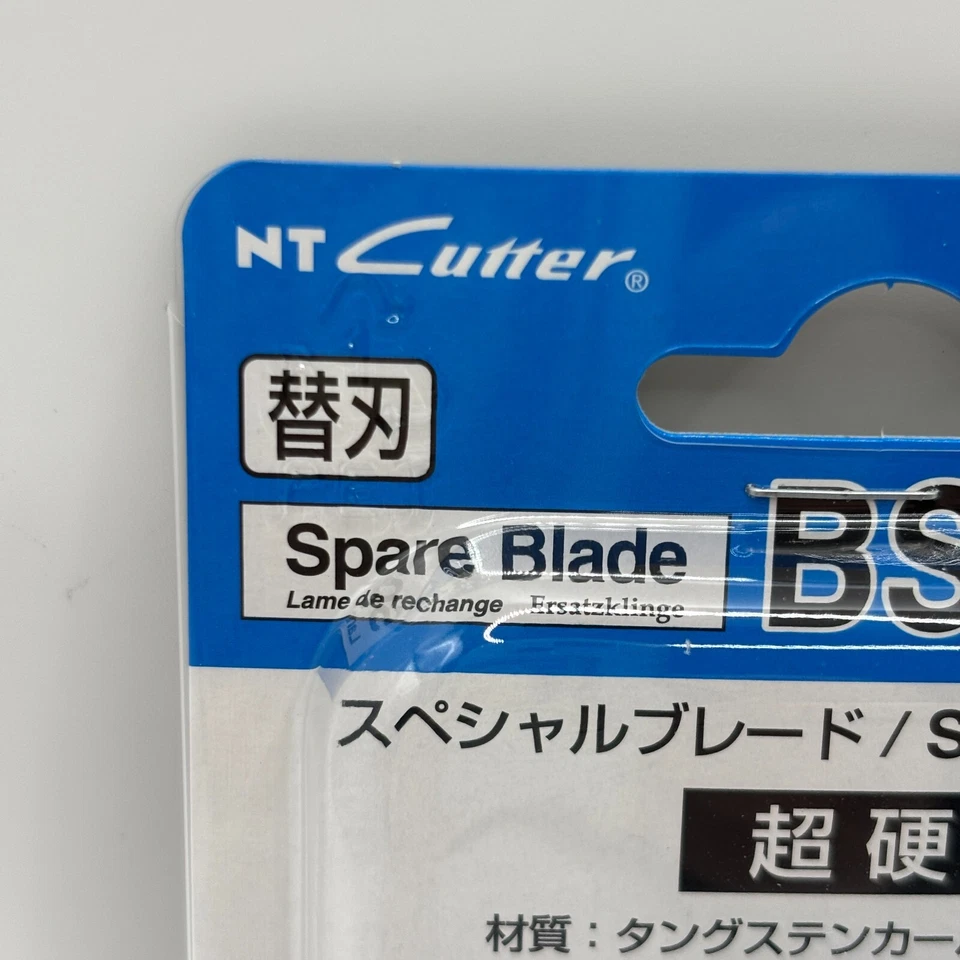 NT Cutter®
替刃
Spare Blade
Lame de rechange Ersatzklinge
BS
スペシャルブレード / S
超硬
材質：タングステンカー